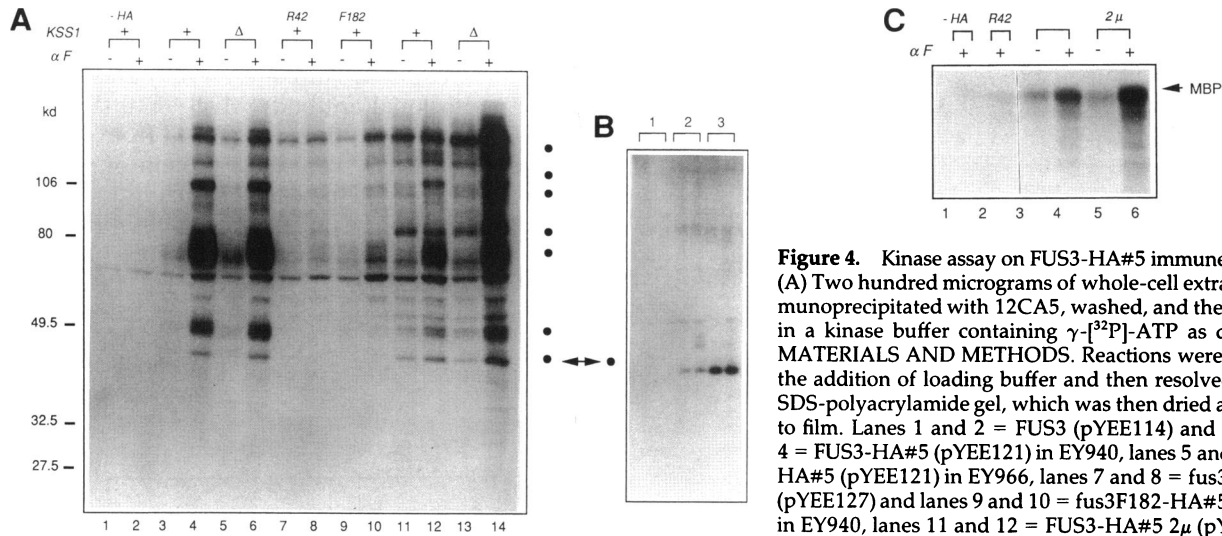 A
- HA
R42
F182
KSS1 + + Δ + + + Δ
α F - + - + - + - + - + - + - +
kd
106
80
49.5
32.5
27.5
1 2 3 4 5 6 7 8 9 10 11 12 13 14
B
1 2 3
C
- HA R42 2 μ
α F + + - + - +
MBP
1 2 3 4 5 6
Figure 4. Kinase assay on FUS3-HA#5 immune
(A) Two hundred micrograms of whole-cell extra
munoprecipitated with 12CA5, washed, and the
in a kinase buffer containing γ-[³²P]-ATP as d
MATERIALS AND METHODS. Reactions were
the addition of loading buffer and then resolve
SDS-polyacrylamide gel, which was then dried a
to film. Lanes 1 and 2 = FUS3 (pYEE114) and
4 = FUS3-HA#5 (pYEE121) in EY940, lanes 5 and
HA#5 (pYEE121) in EY966, lanes 7 and 8 = fus3
(pYEE127) and lanes 9 and 10 = fus3F182-HA#5
in EY940, lanes 11 and 12 = FUS3-HA#5 2μ (pY